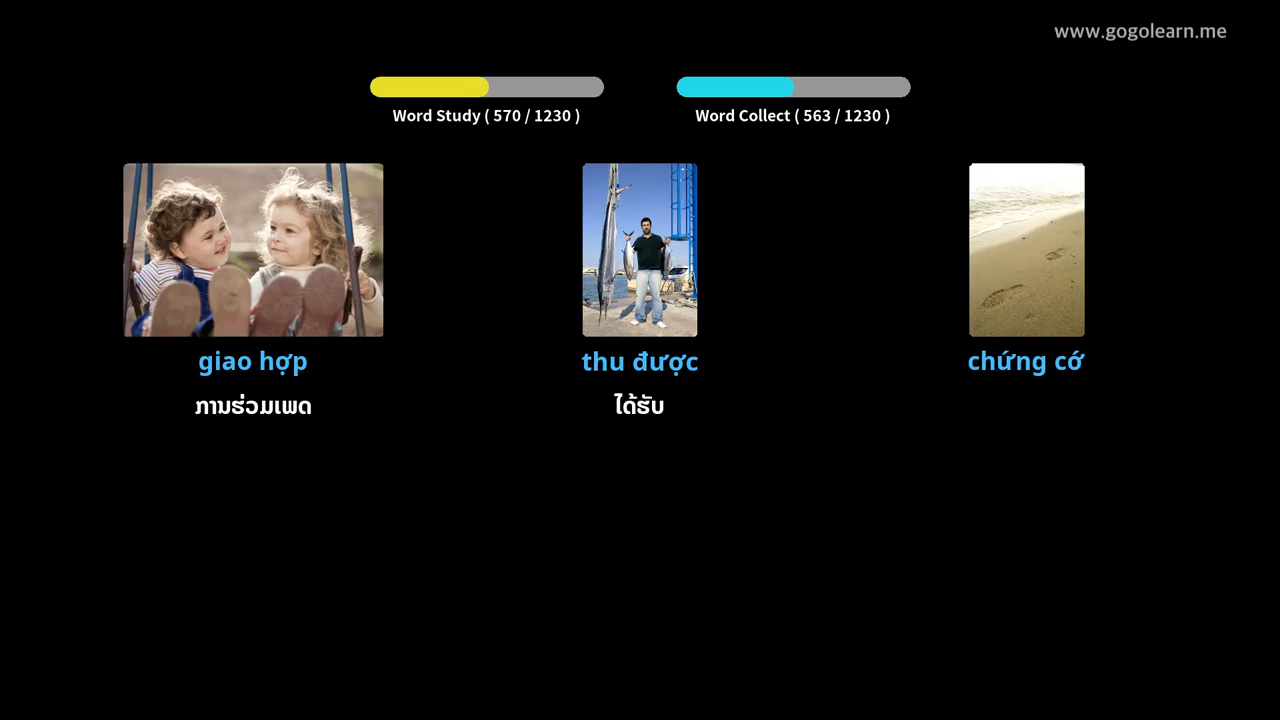 www.gogolearn.me
Word Study ( 570 / 1230 )
Word Collect ( 563 / 1230 )
giao hợp
thu được
chứng cớ
ການຮ່ວມເພດ
ໄດ້ຮັບ